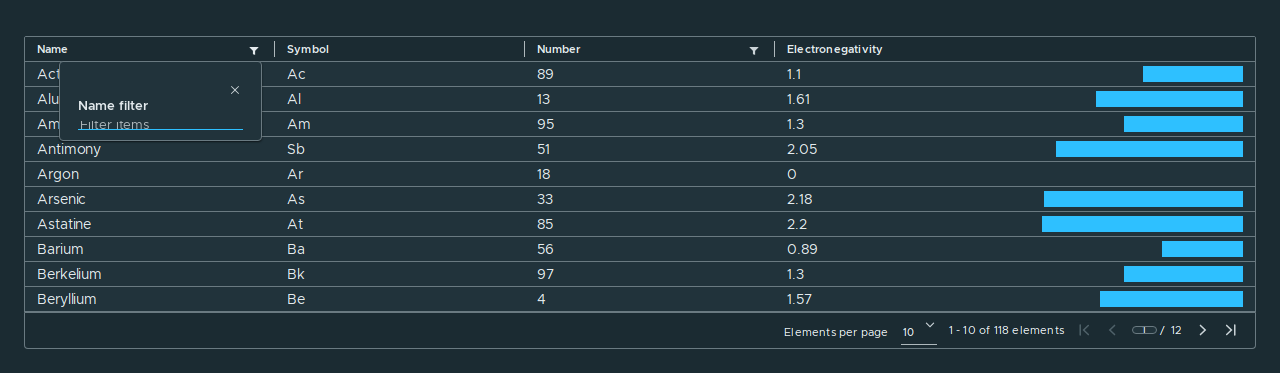 Name Symbol Number Electronegativity
Act Ac 89 1.1
Alu Al 13 1.61
Am Am 95 1.3
Name filter
Filter items
Antimony Sb 51 2.05
Argon Ar 18 0
Arsenic As 33 2.18
Astatine At 85 2.2
Barium Ba 56 0.89
Berkelium Bk 97 1.3
Beryllium Be 4 1.57
Elements per page 10 1 - 10 of 118 elements / 12